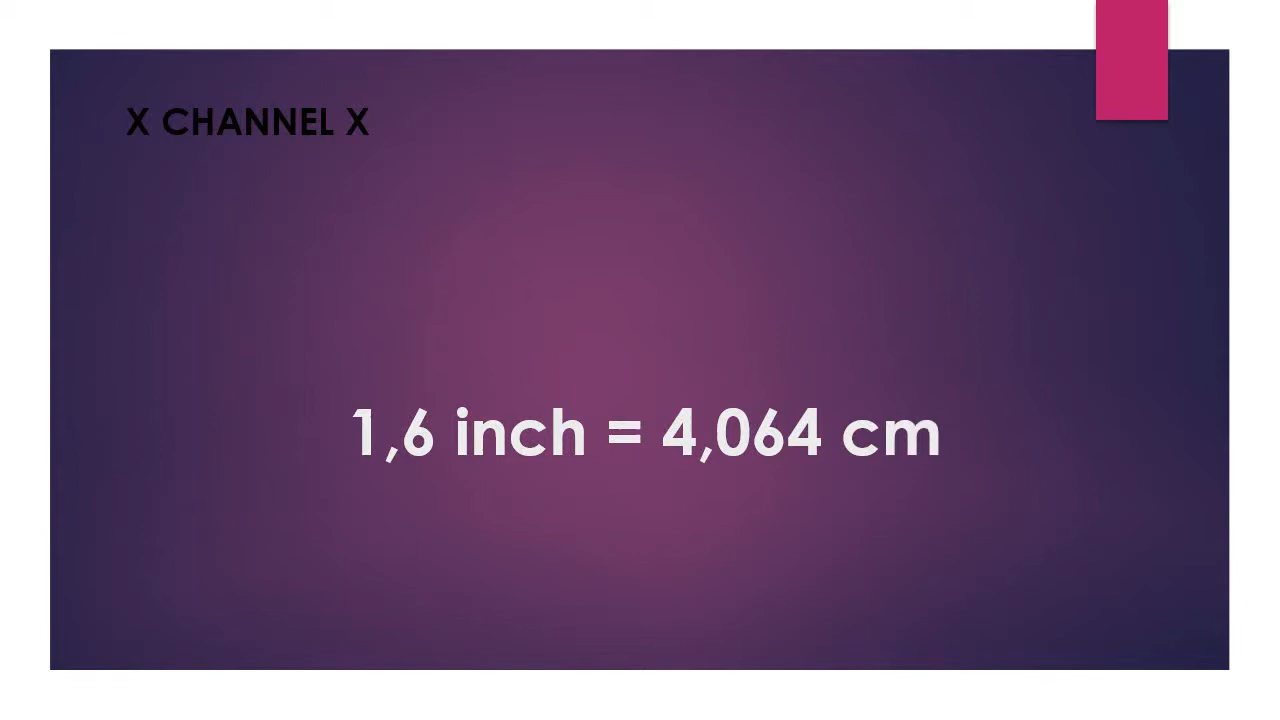 X CHANNEL X
1,6 inch = 4,064 cm